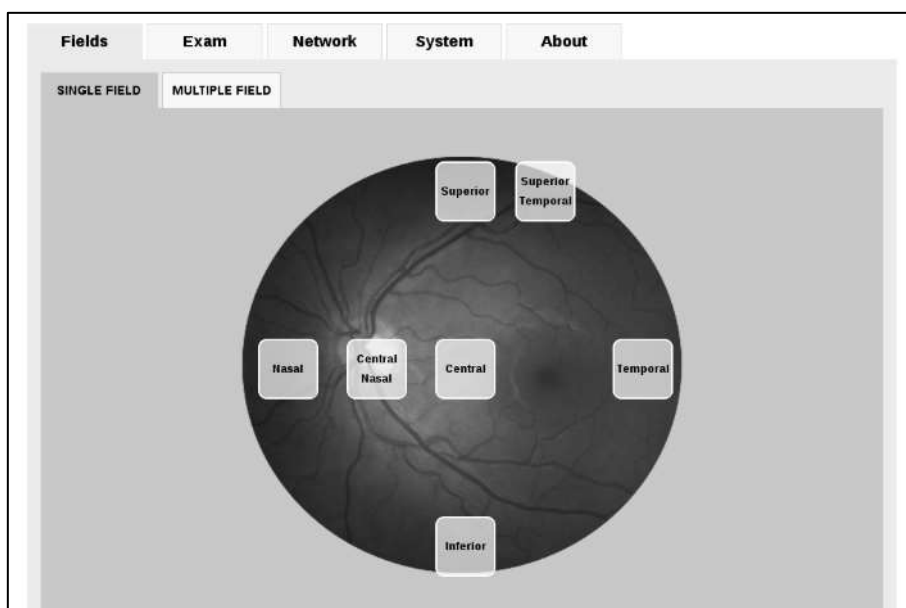 Fields Exam Network System About
SINGLE FIELD MULTIPLE FIELD
Superior
Superior
Temporal
Nasal
Central
Nasal
Central
Temporal
Inferior